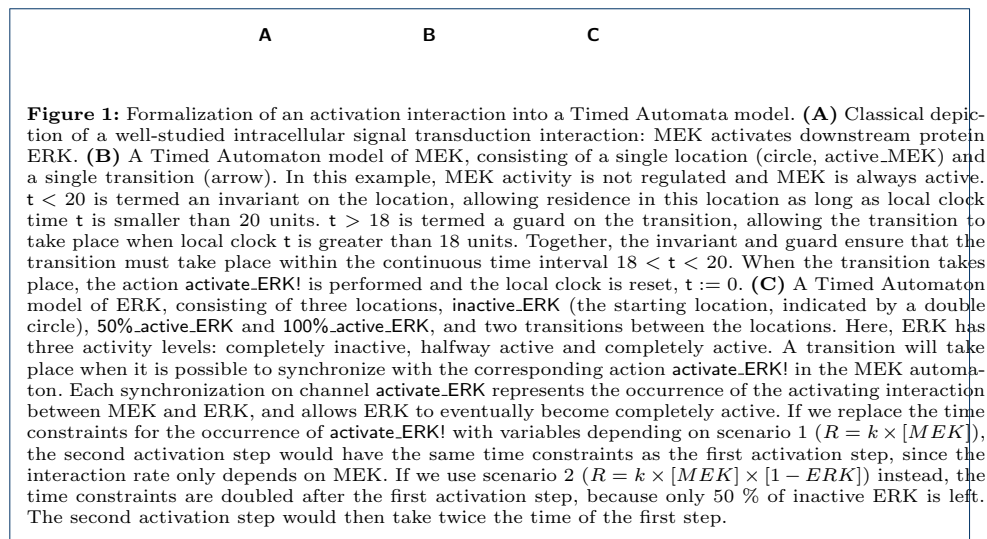 A B C
Figure 1: Formalization of an activation interaction into a Timed Automata model. (A) Classical depic-
tion of a well-studied intracellular signal transduction interaction: MEK activates downstream protein
ERK. (B) A Timed Automaton model of MEK, consisting of a single location (circle, active_MEK) and
a single transition (arrow). In this example, MEK activity is not regulated and MEK is always active.
t < 20 is termed an invariant on the location, allowing residence in this location as long as local clock
time t is smaller than 20 units. t > 18 is termed a guard on the transition, allowing the transition to
take place when local clock t is greater than 18 units. Together, the invariant and guard ensure that the
transition must take place within the continuous time interval 18 < t < 20. When the transition takes
place, the action activate_ERK! is performed and the local clock is reset, t := 0. (C) A Timed Automaton
model of ERK, consisting of three locations, inactive_ERK (the starting location, indicated by a double
circle), 50%_active_ERK and 100%_active_ERK, and two transitions between the locations. Here, ERK has
three activity levels: completely inactive, halfway active and completely active. A transition will take
place when it is possible to synchronize with the corresponding action activate_ERK! in the MEK automa-
ton. Each synchronization on channel activate_ERK represents the occurrence of the activating interaction
between MEK and ERK, and allows ERK to eventually become completely active. If we replace the time
constraints for the occurrence of activate_ERK! with variables depending on scenario 1 (R = k × [MEK]),
the second activation step would have the same time constraints as the first activation step, since the
interaction rate only depends on MEK. If we use scenario 2 (R = k × [MEK] × [1 − ERK]) instead, the
time constraints are doubled after the first activation step, because only 50 % of inactive ERK is left.
The second activation step would then take twice the time of the first step.